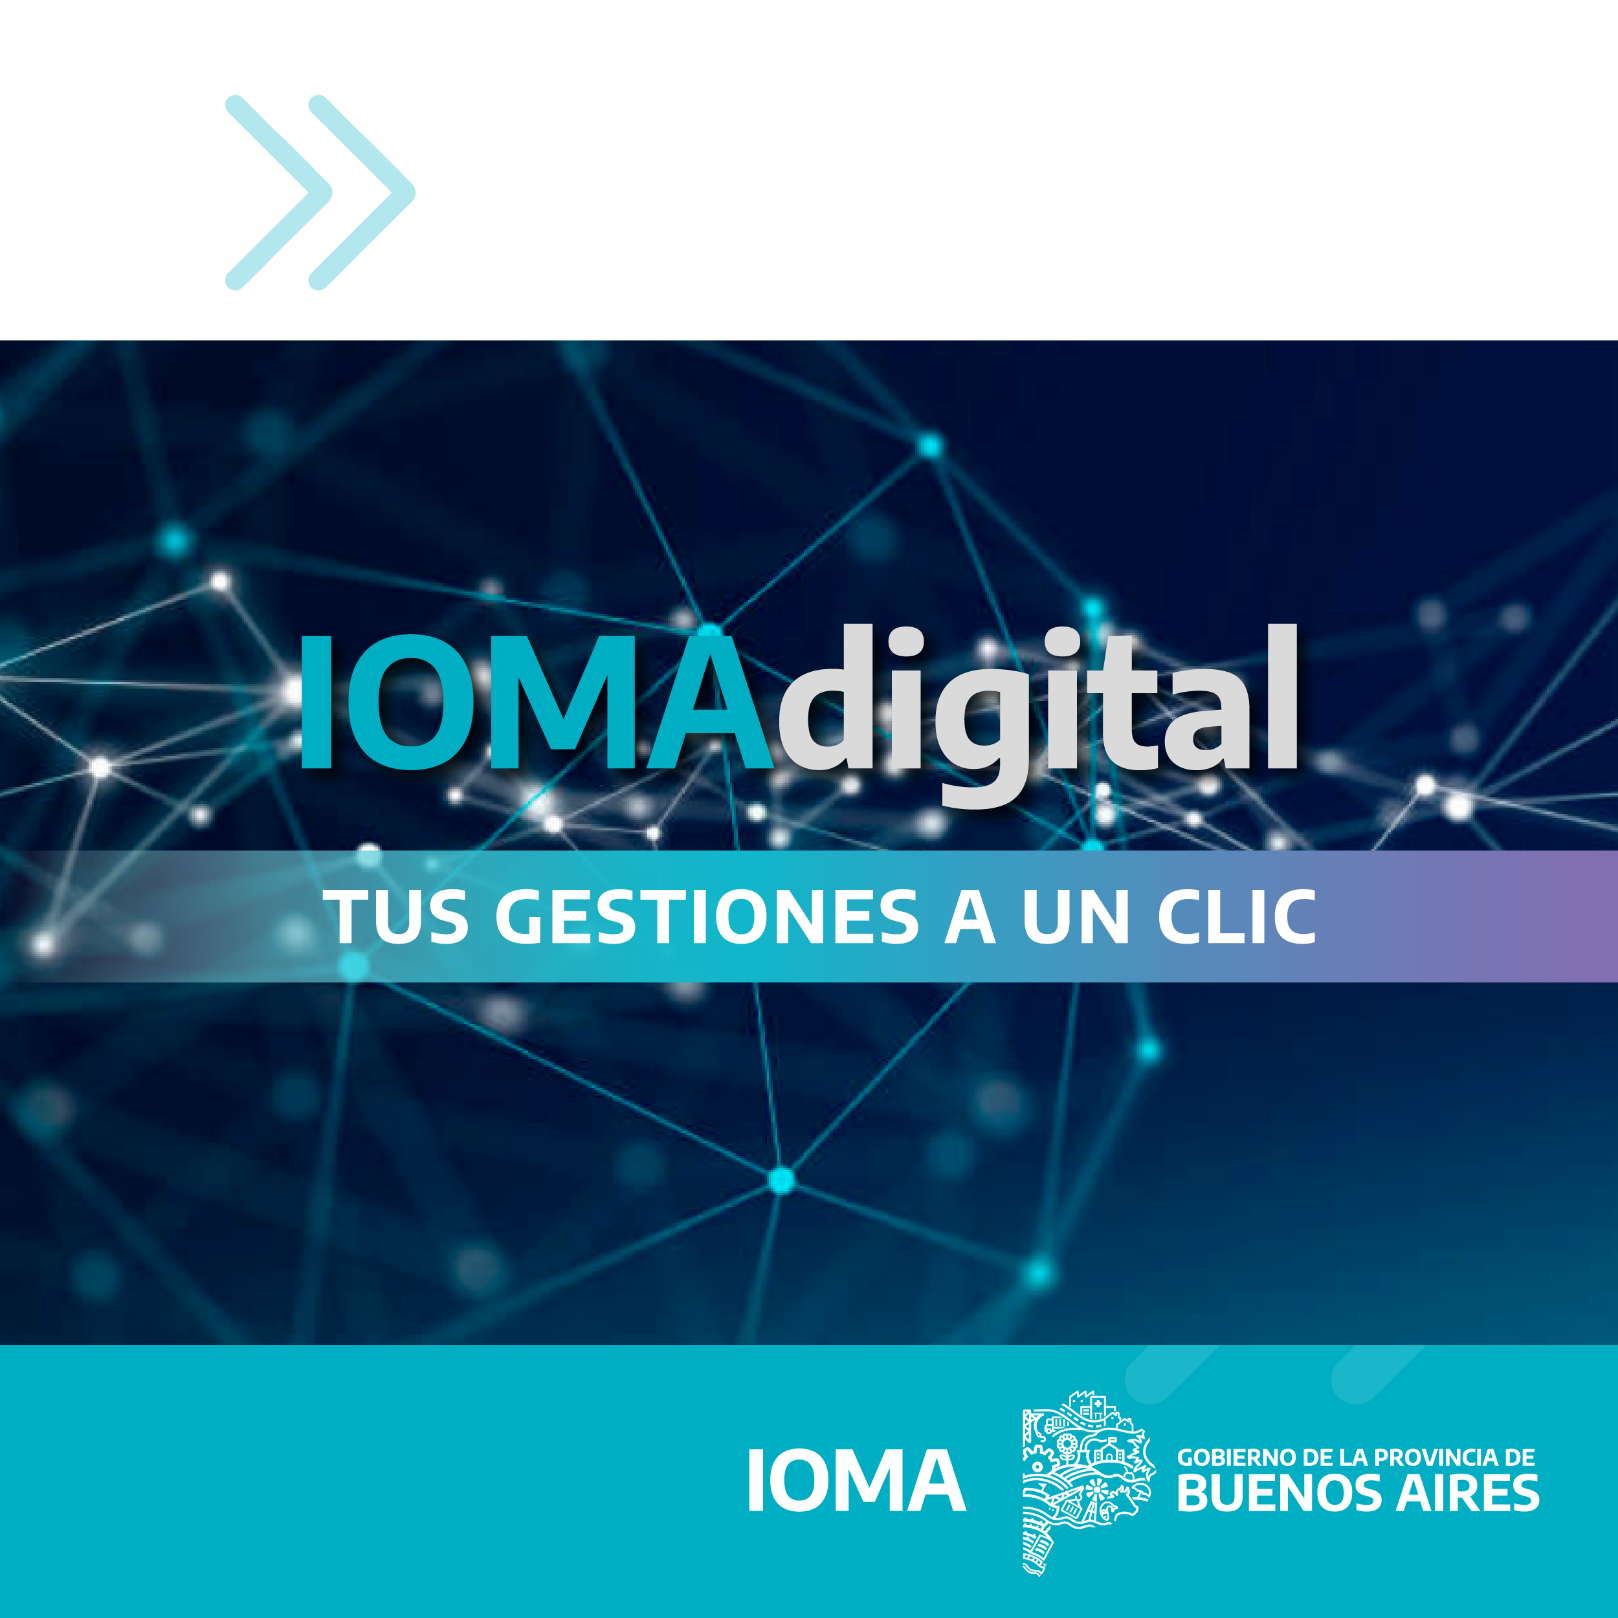 IOMAdigital
TUS GESTIONES A UN CLIC
IOMA
GOBIERNO DE LA PROVINCIA DE
BUENOS AIRES